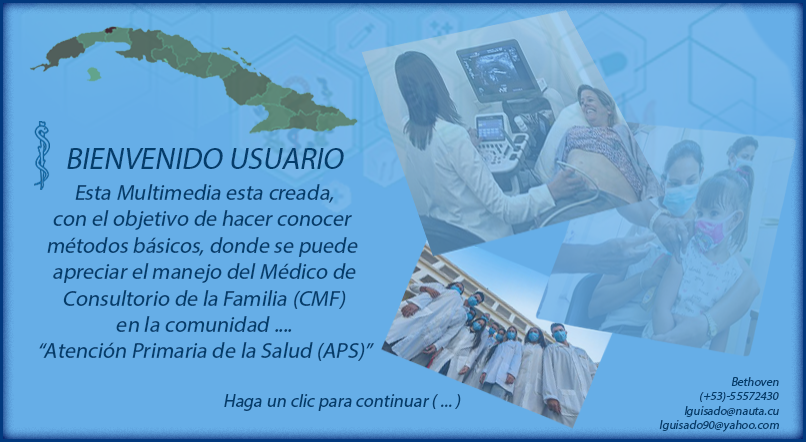 BIENVENIDO USUARIO
Esta Multimedia esta creada,
con el objetivo de hacer conocer
métodos básicos, donde se puede
apreciar el manejo del Médico de
Consultorio de la Familia (CMF)
en la comunidad ....
“Atención Primaria de la Salud (APS)”
Haga un clic para continuar ( ... )
Bethoven
(+53)-55572430
lguisado@nauta.cu
lguisado90@yahoo.com